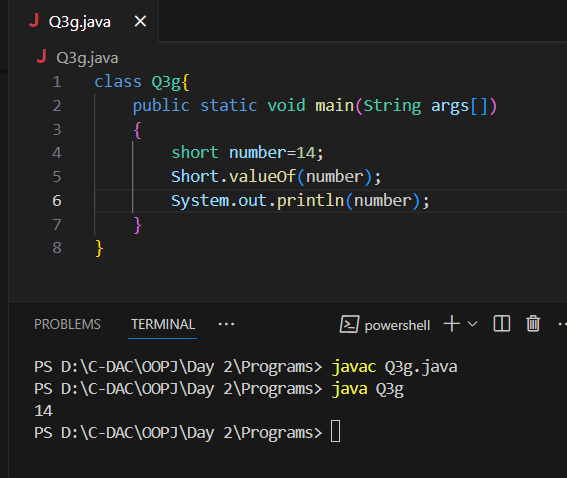 J Q3g.java ×
J Q3g.java
1 class Q3g{
2     public static void main(String args[])
3     {
4         short number=14;
5         Short.valueOf(number);
6         System.out.println(number);
7     }
8 }
PROBLEMS TERMINAL ··· powershell
PS D:\C-DAC\OOPJ\Day 2\Programs> javac Q3g.java
PS D:\C-DAC\OOPJ\Day 2\Programs> java Q3g
14
PS D:\C-DAC\OOPJ\Day 2\Programs>